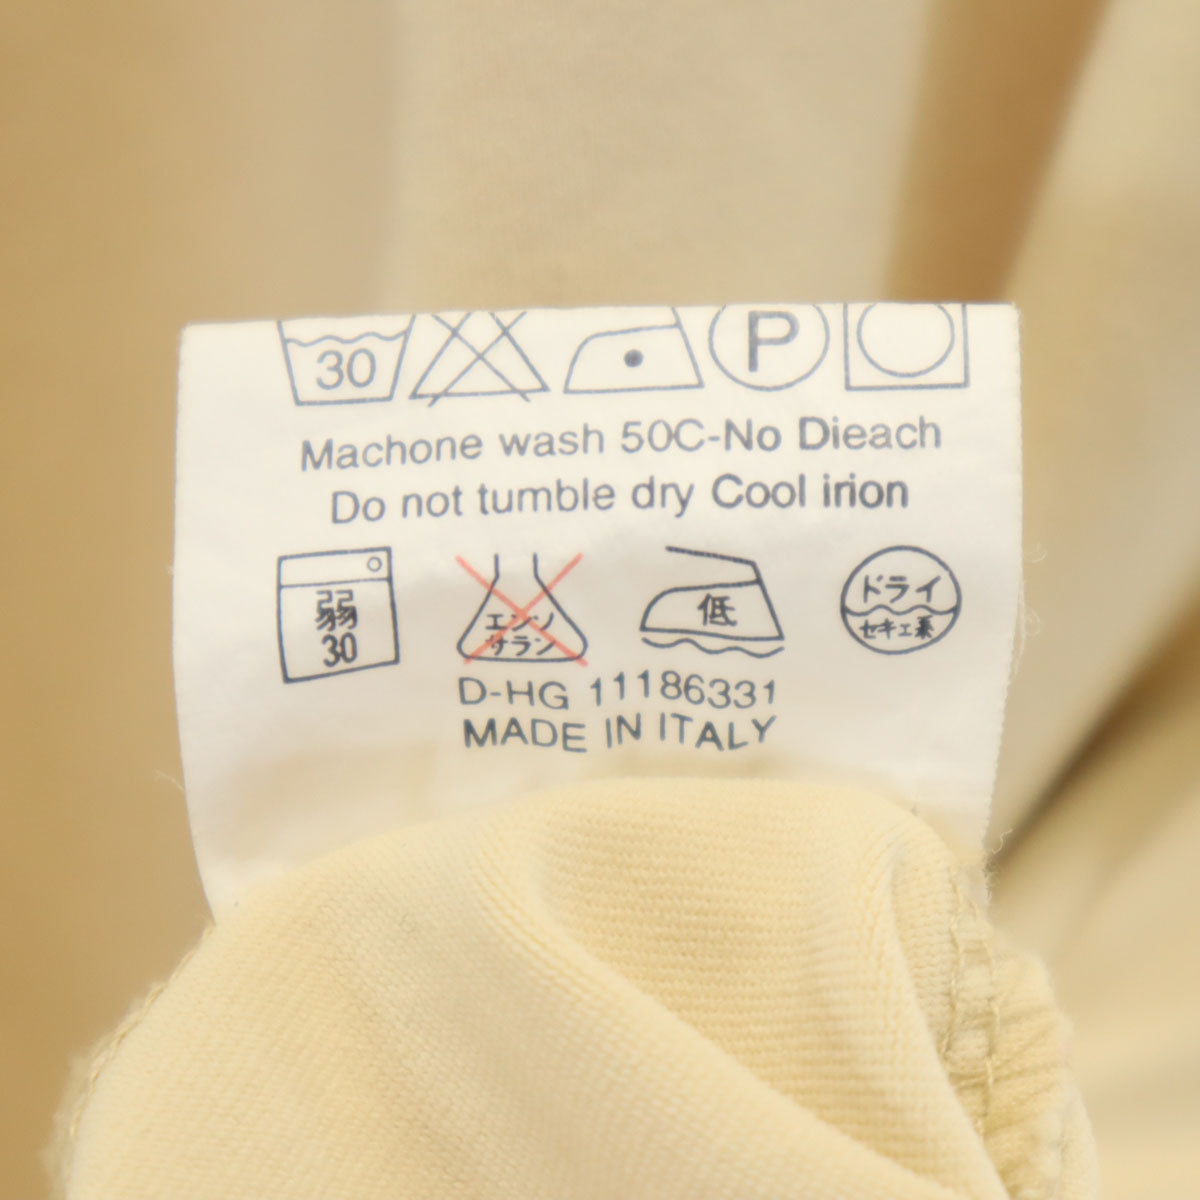 30 P
Machone wash 50C-No Dieach
Do not tumble dry Cool irion
弱 エンソ 低 ドライ
30 サラン セキユ系
D-HG 11186331
MADE IN ITALY